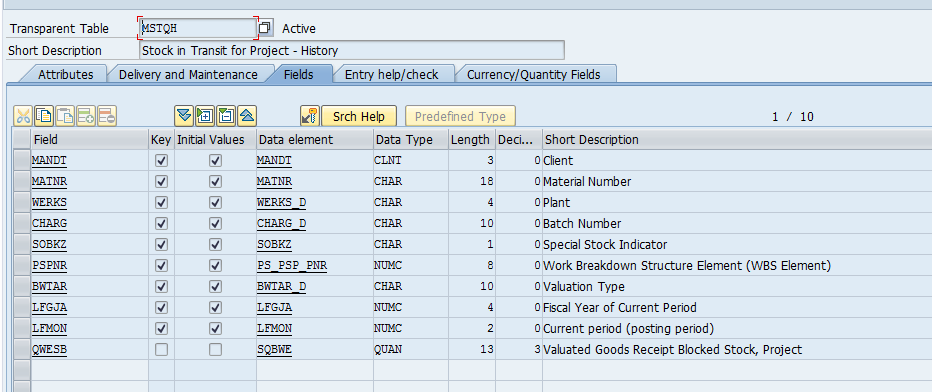 Transparent Table MSTQH Active
Short Description Stock in Transit for Project - History
Attributes Delivery and Maintenance Fields Entry help/check Currency/Quantity Fields
Srch Help Predefined Type 1 / 10
Field Key Initial Values Data element Data Type Length Deci... Short Description
MANDT MANDT CLNT 3 0 Client
MATNR MATNR CHAR 18 0 Material Number
WERKS WERKS_D CHAR 4 0 Plant
CHARG CHARG_D CHAR 10 0 Batch Number
SOBKZ SOBKZ CHAR 1 0 Special Stock Indicator
PSPNR PS_PSP_PNR NUMC 8 0 Work Breakdown Structure Element (WBS Element)
BWTAR BWTAR_D CHAR 10 0 Valuation Type
LFGJA LFGJA NUMC 4 0 Fiscal Year of Current Period
LFMON LFMON NUMC 2 0 Current period (posting period)
QWESB SQBWE QUAN 13 3 Valuated Goods Receipt Blocked Stock, Project